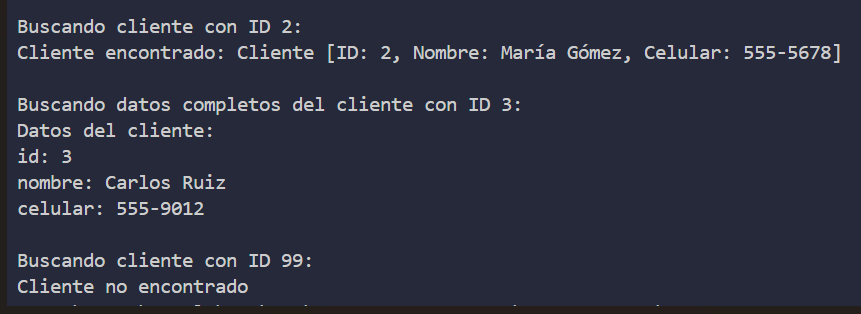 Buscando cliente con ID 2:
Cliente encontrado: Cliente [ID: 2, Nombre: María Gómez, Celular: 555-5678]
Buscando datos completos del cliente con ID 3:
Datos del cliente:
id: 3
nombre: Carlos Ruiz
celular: 555-9012
Buscando cliente con ID 99:
Cliente no encontrado